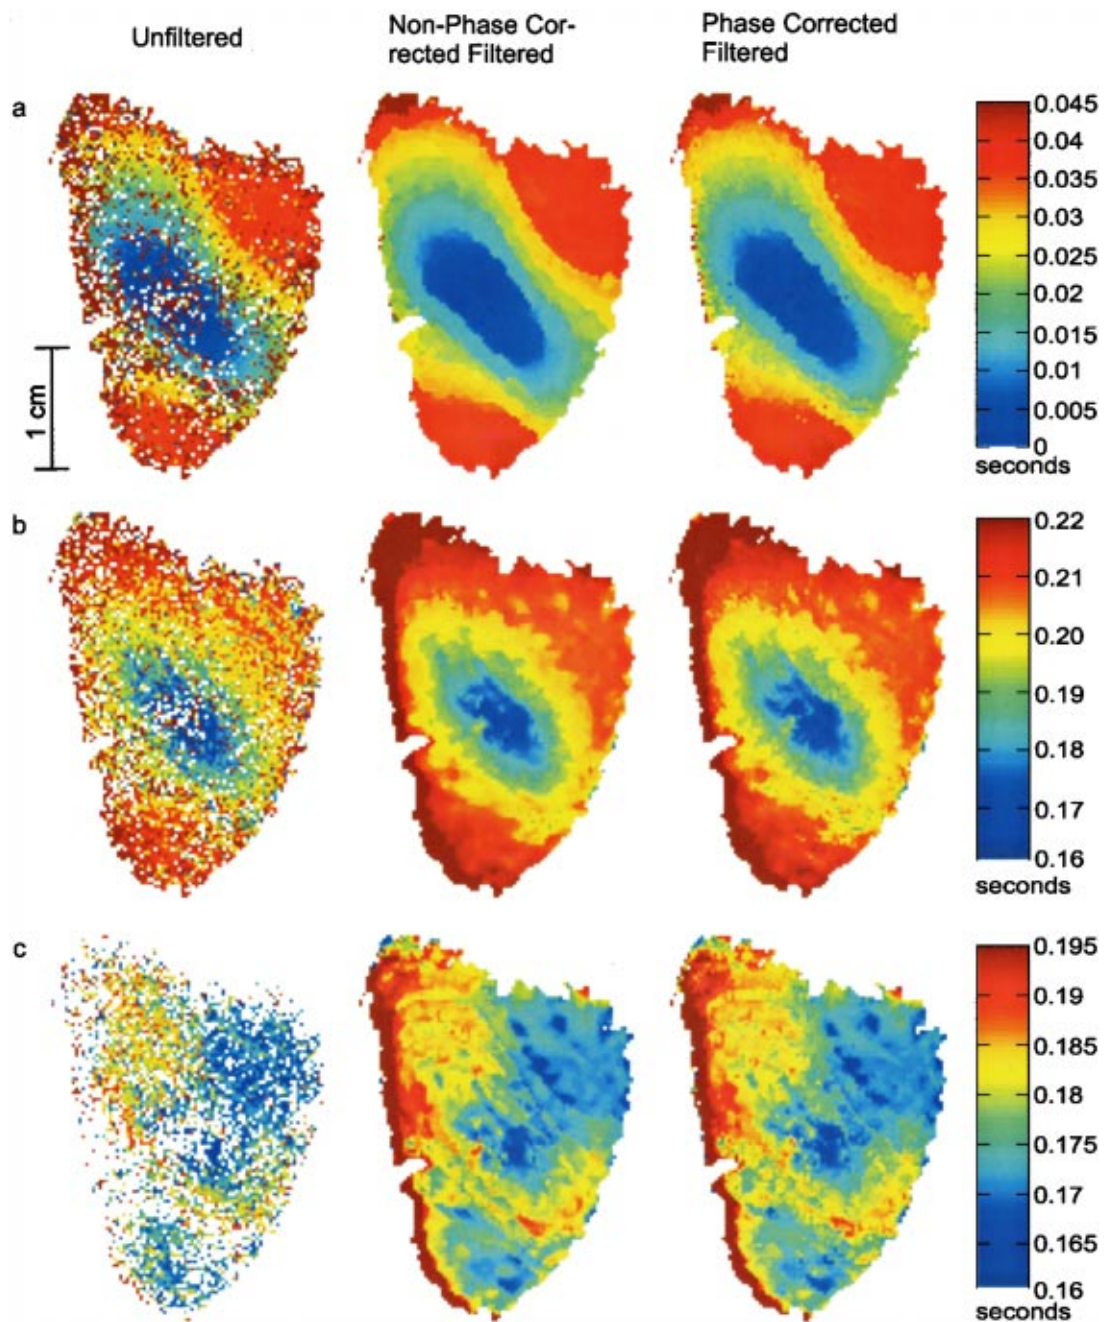 Unfiltered
Non-Phase Cor-
rected Filtered
Phase Corrected
Filtered
a
1 cm
0.045
0.04
0.035
0.03
0.025
0.02
0.015
0.01
0.005
0
seconds
b
0.22
0.21
0.20
0.19
0.18
0.17
0.16
seconds
c
0.195
0.19
0.185
0.18
0.175
0.17
0.165
0.16
seconds